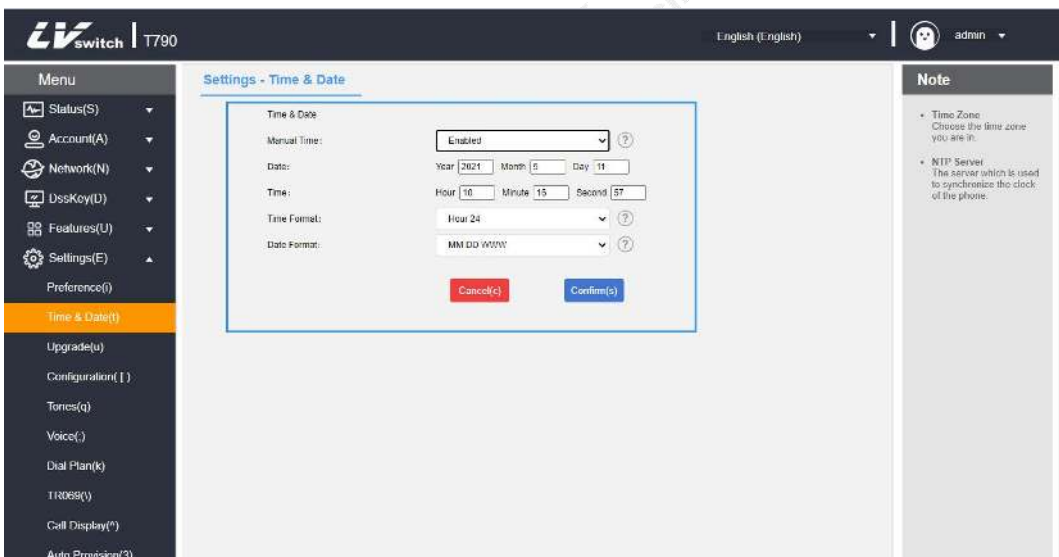 LVswitch T790
English (English)
admin
Menu
Status(S)
Account(A)
Network(N)
DssKey(D)
Features(U)
Settings(E)
Preference(i)
Time & Date(t)
Upgrade(u)
Configuration( [ )
Tones(q)
Voice(;)
Dial Plan(k)
TR069(\)
Call Display(^)
Auto Provision(3)
Settings - Time & Date
Time & Date
Manual Time: Enabled ?
Date: Year 2021 Month 5 Day 11
Time: Hour 10 Minute 15 Second 57
Time Format: Hour 24 ?
Date Format: MM DD WWW ?
Cancel(c) Confirm(s)
Note
Time Zone
Choose the time zone
you are in.
NTP Server
The server which is used
to synchronize the clock
of the phone.